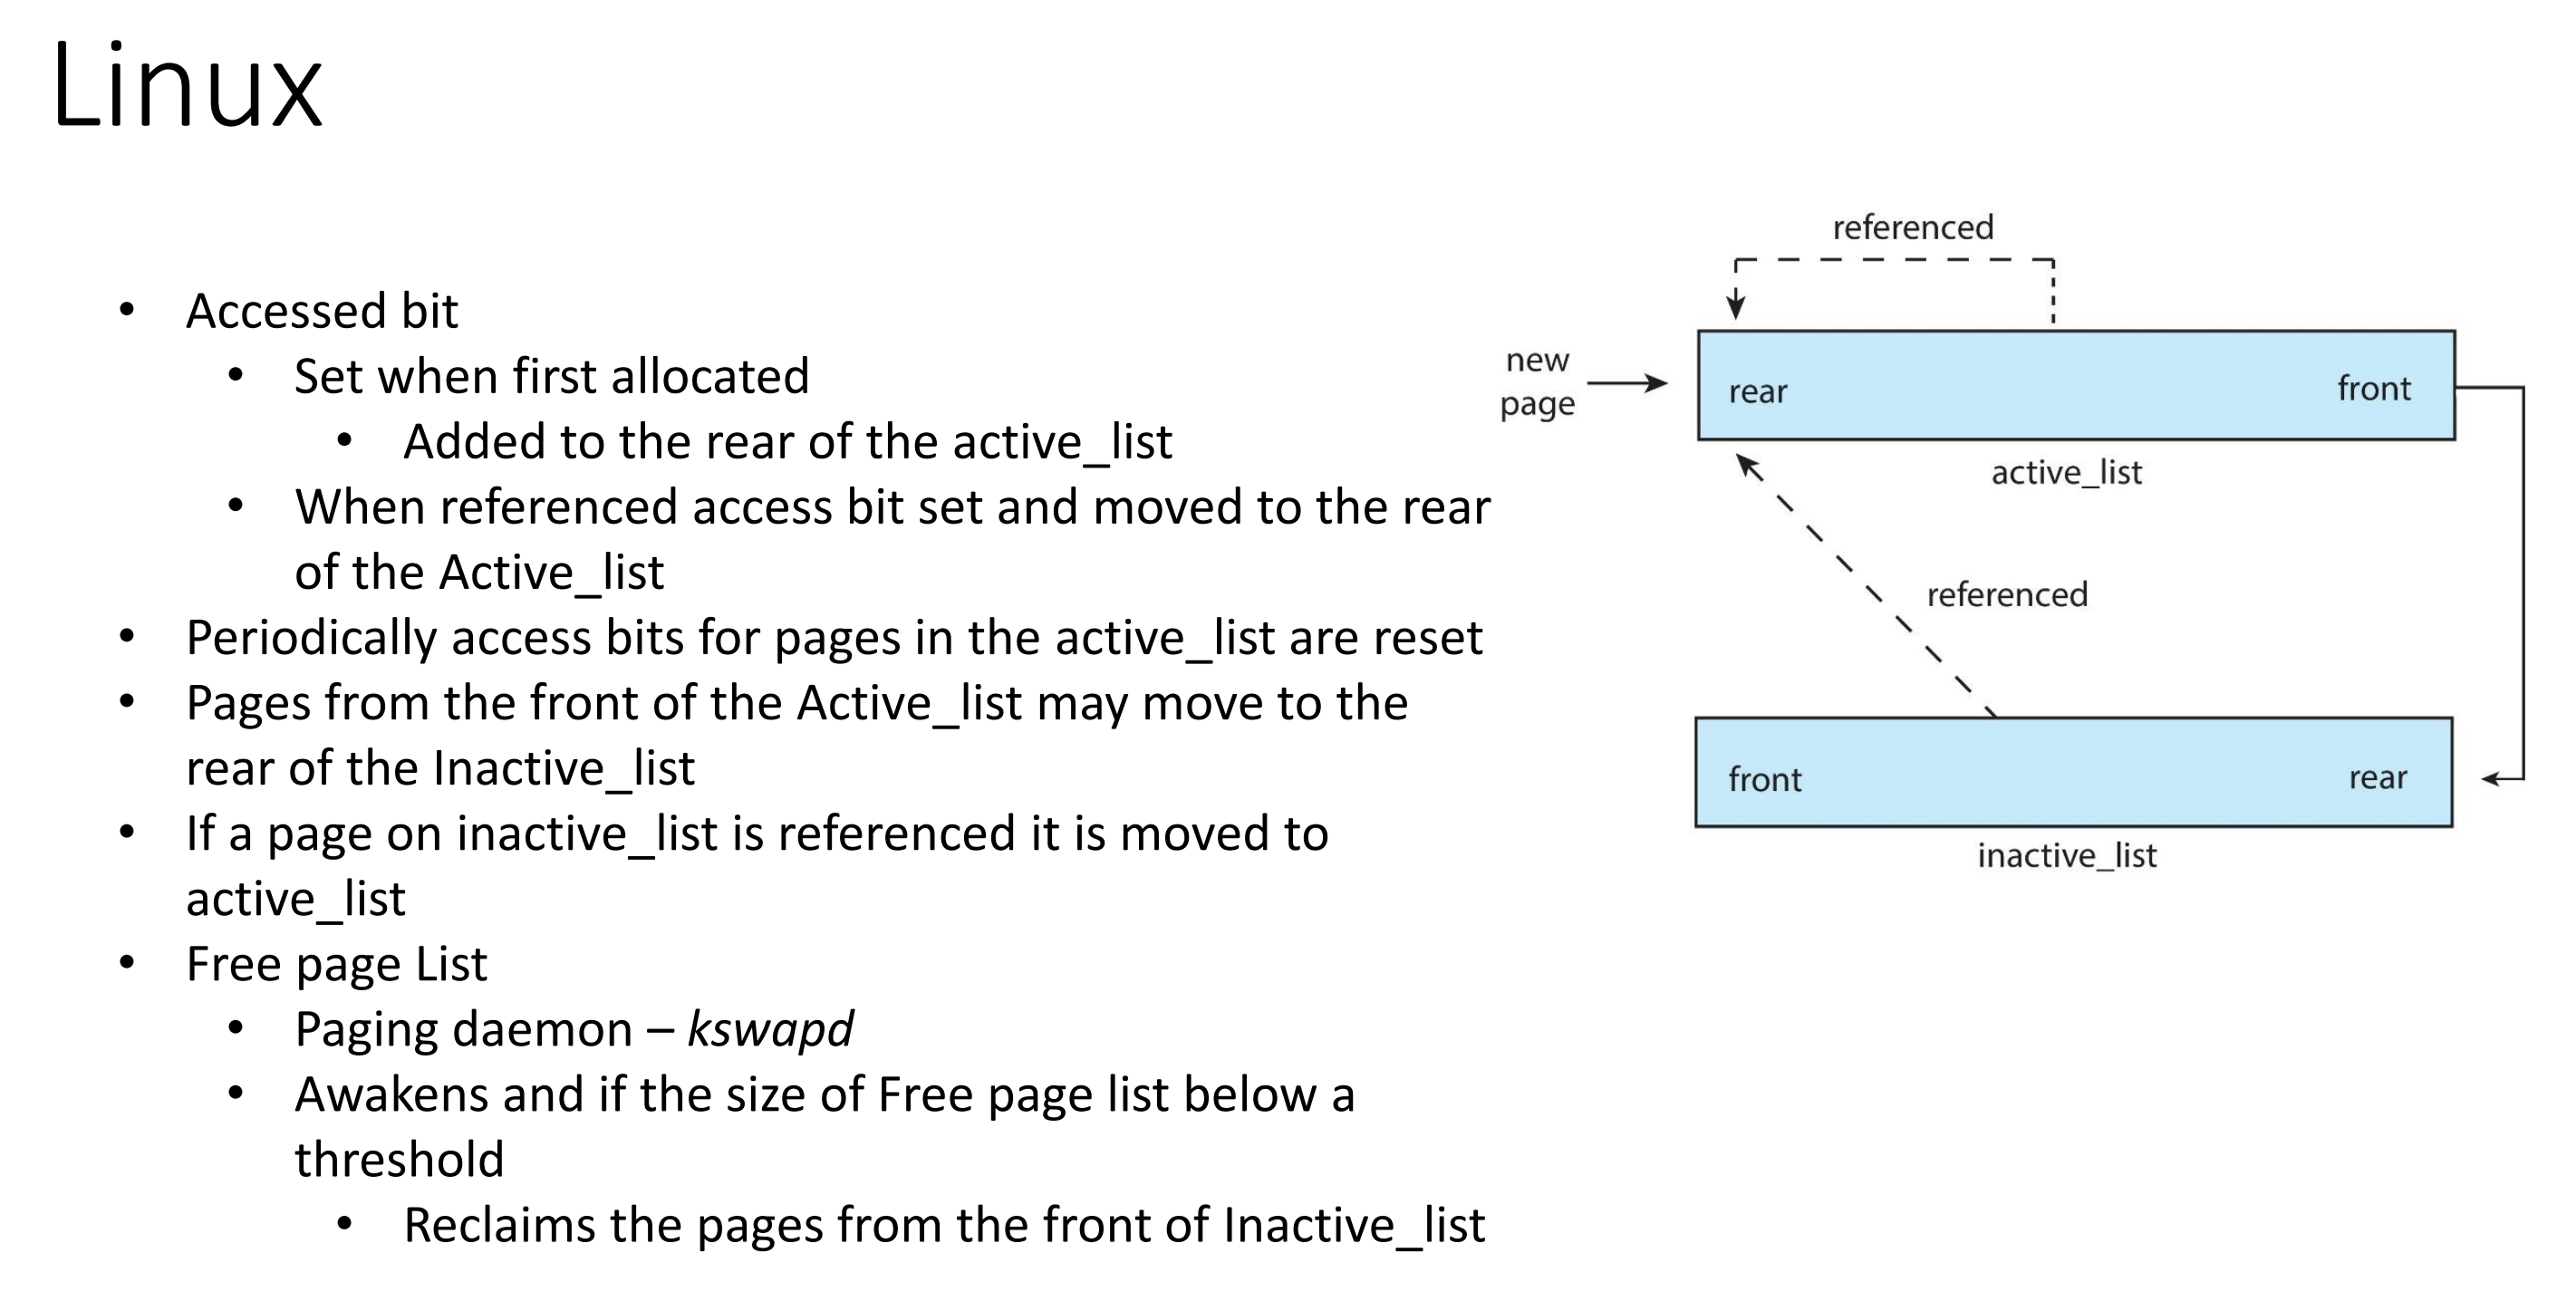 Linux
• Accessed bit
• Set when first allocated
• Added to the rear of the active_list
• When referenced access bit set and moved to the rear
of the Active_list
• Periodically access bits for pages in the active_list are reset
• Pages from the front of the Active_list may move to the
rear of the Inactive_list
• If a page on inactive_list is referenced it is moved to
active_list
• Free page List
• Paging daemon – kswapd
• Awakens and if the size of Free page list below a
threshold
• Reclaims the pages from the front of Inactive_list
referenced
new
page
rear
front
active_list
referenced
front
rear
inactive_list